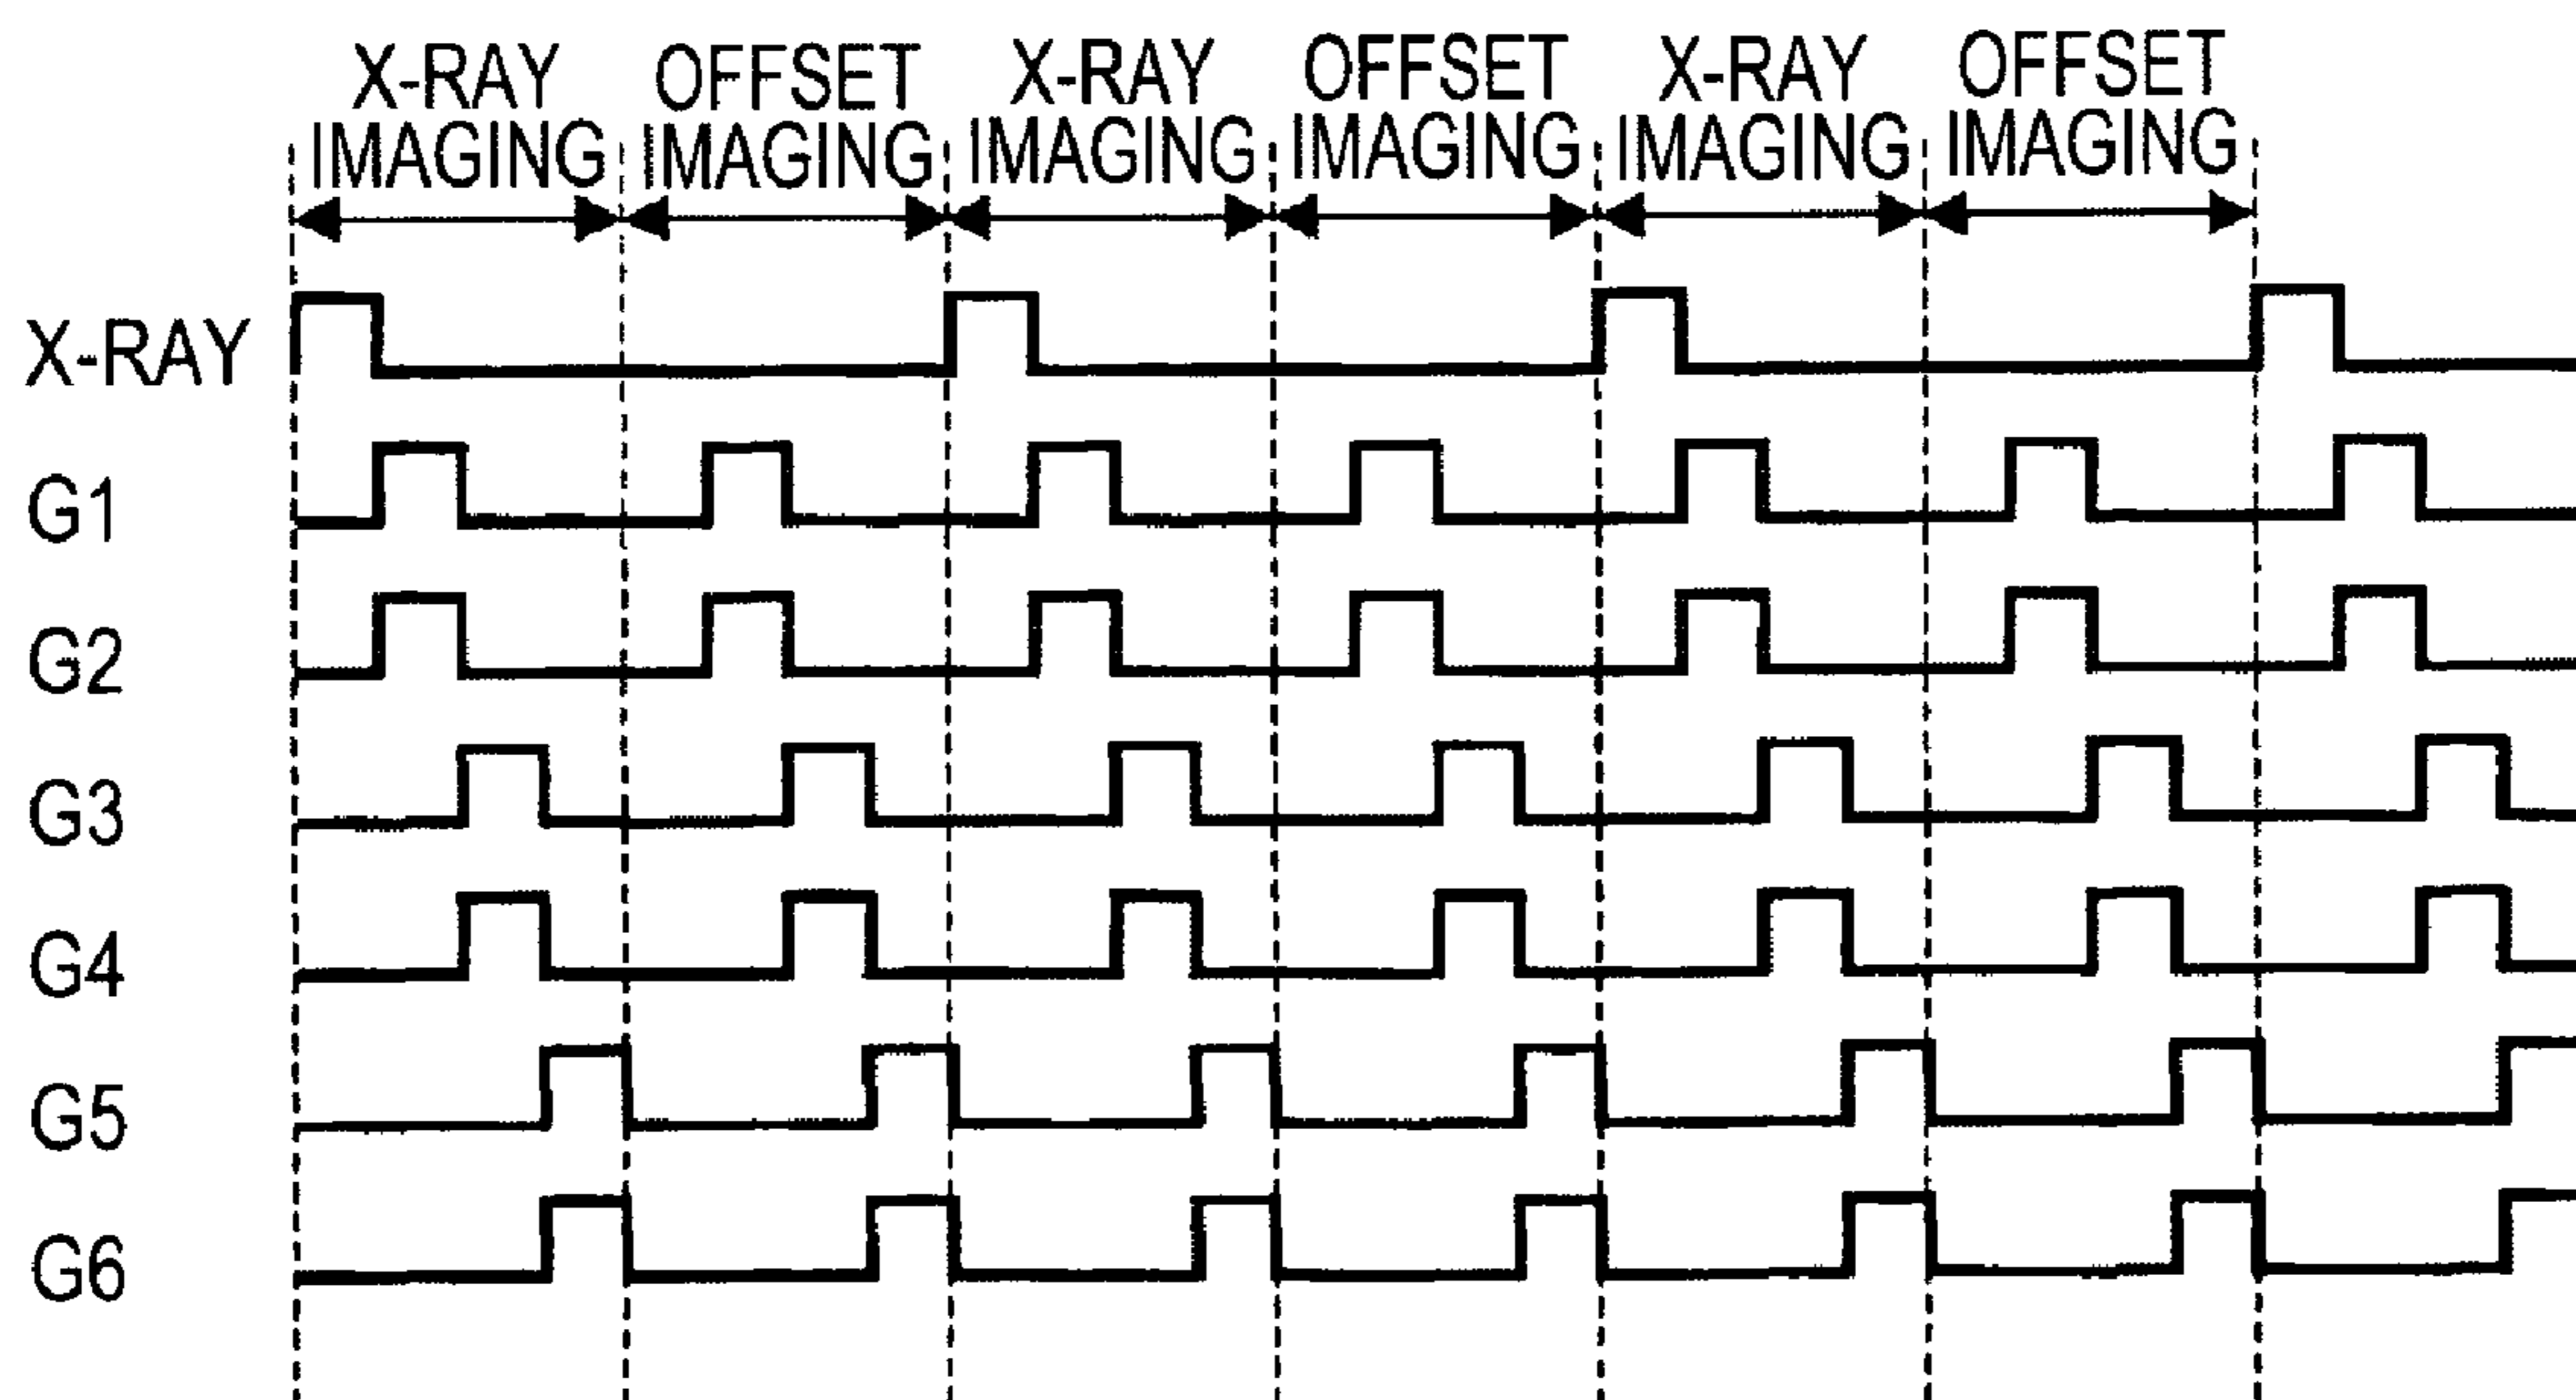 X-RAY
IMAGING
OFFSET
IMAGING
X-RAY
IMAGING
OFFSET
IMAGING
X-RAY
IMAGING
OFFSET
IMAGING
X-RAY
G1
G2
G3
G4
G5
G6